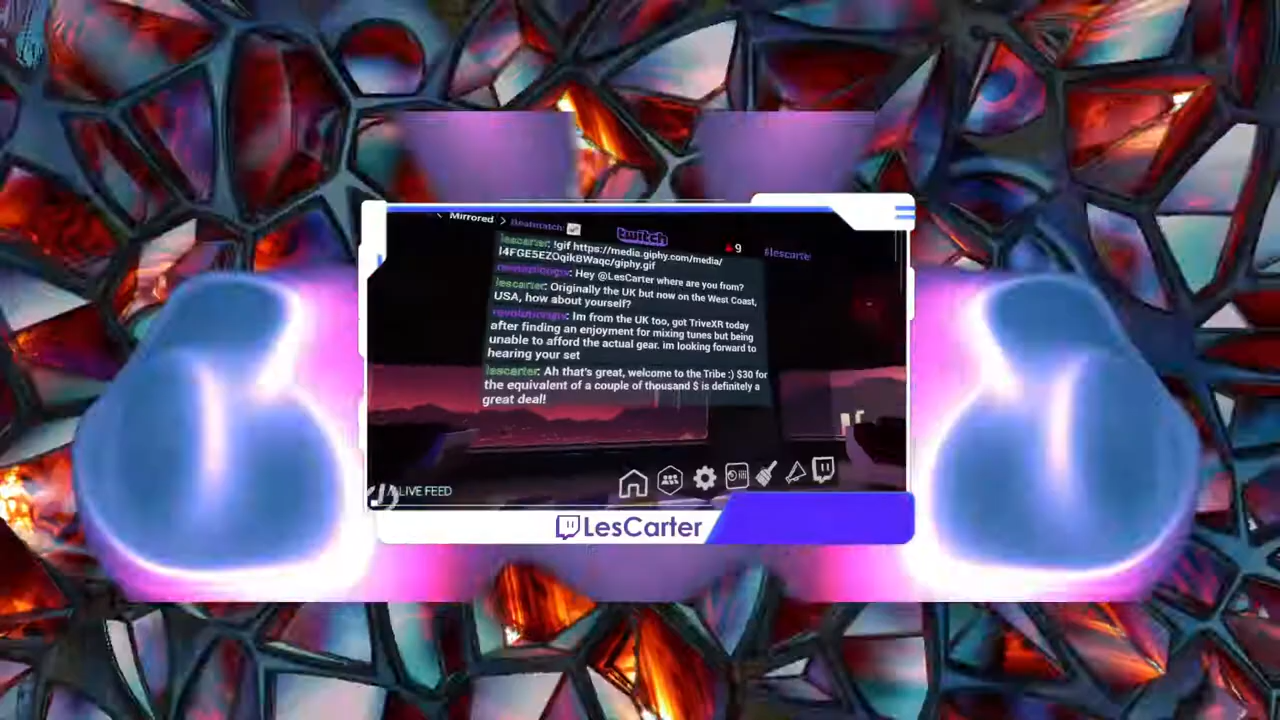 Mirrored > Beatmatch
twitch
9
lescarter: !gif https://media.giphy.com/media/
l4FGE5EZOqikBWaqc/giphy.gif
Hey @LesCarter where are you from?
lescarter: Originally the UK but now on the West Coast,
USA, how about yourself?
Im from the UK too, got TriveXR today
after finding an enjoyment for mixing tunes but being
unable to afford the actual gear. im looking forward to
hearing your set
lescarter: Ah that's great, welcome to the Tribe :) $30 for
the equivalent of a couple of thousand $ is definitely a
great deal!
LIVE FEED
LesCarter